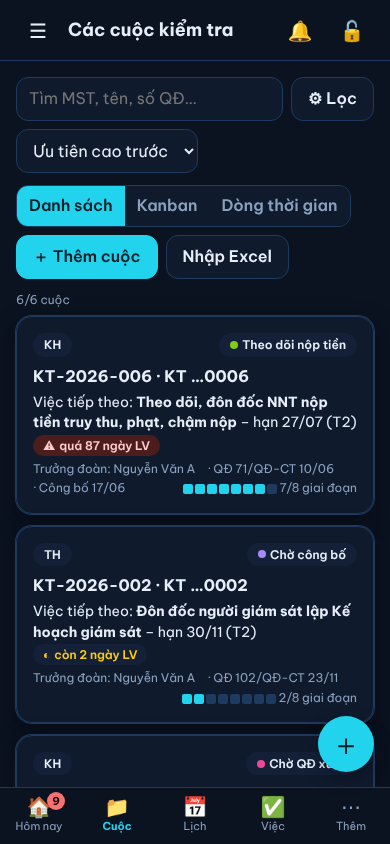 Các cuộc kiểm tra
Tìm MST, tên, số QĐ...
Lọc
Ưu tiên cao trước
Danh sách Kanban Dòng thời gian
+ Thêm cuộc Nhập Excel
6/6 cuộc
KH Theo dõi nộp tiền
KT-2026-006 · KT …0006
Việc tiếp theo: Theo dõi, đôn đốc NNT nộp
tiền truy thu, phạt, chậm nộp – hạn 27/07 (T2)
quá 87 ngày LV
Trưởng đoàn: Nguyễn Văn A · QĐ 71/QĐ-CT 10/06
· Công bố 17/06 7/8 giai đoạn
TH Chờ công bố
KT-2026-002 · KT …0002
Việc tiếp theo: Đôn đốc người giám sát lập Kế
hoạch giám sát – hạn 30/11 (T2)
còn 2 ngày LV
Trưởng đoàn: Nguyễn Văn A · QĐ 102/QĐ-CT 23/11
2/8 giai đoạn
+
KH Chờ QĐ
9
Hôm nay Cuộc Lịch Việc Thêm